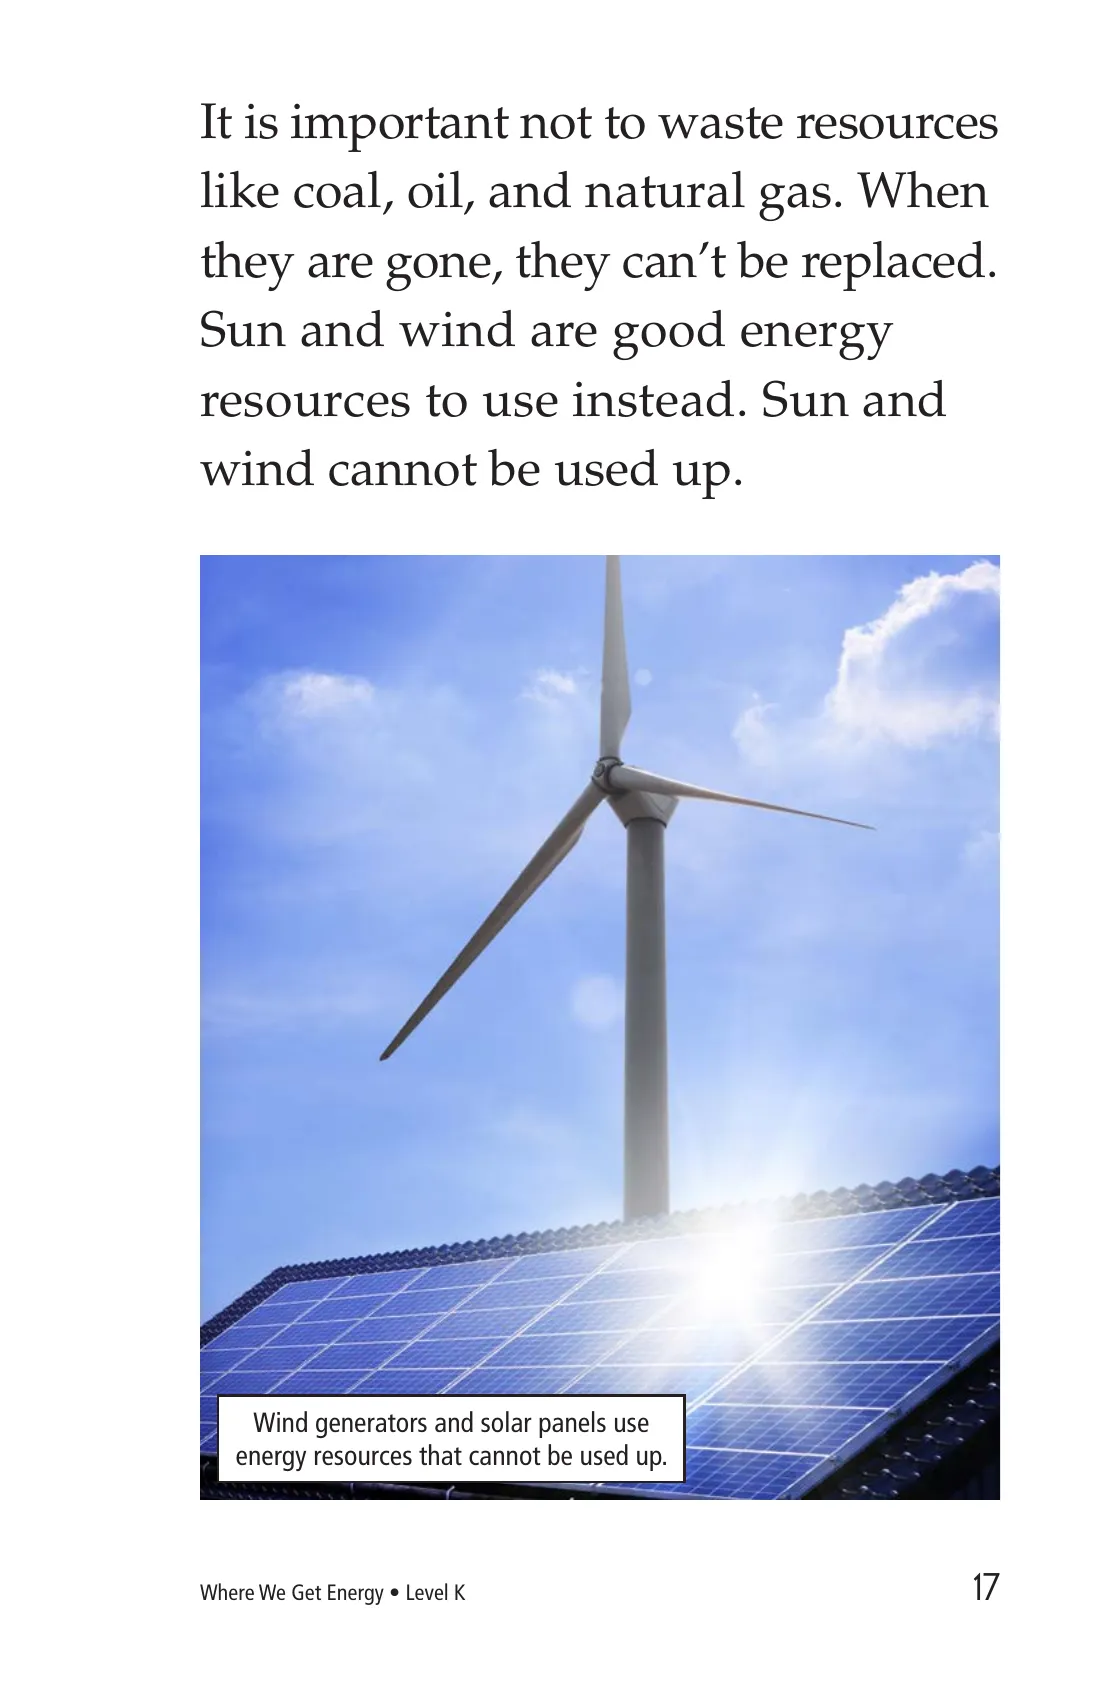 It is important not to waste resources
like coal, oil, and natural gas. When
they are gone, they can’t be replaced.
Sun and wind are good energy
resources to use instead. Sun and
wind cannot be used up.
Wind generators and solar panels use
energy resources that cannot be used up.
Where We Get Energy • Level K
17